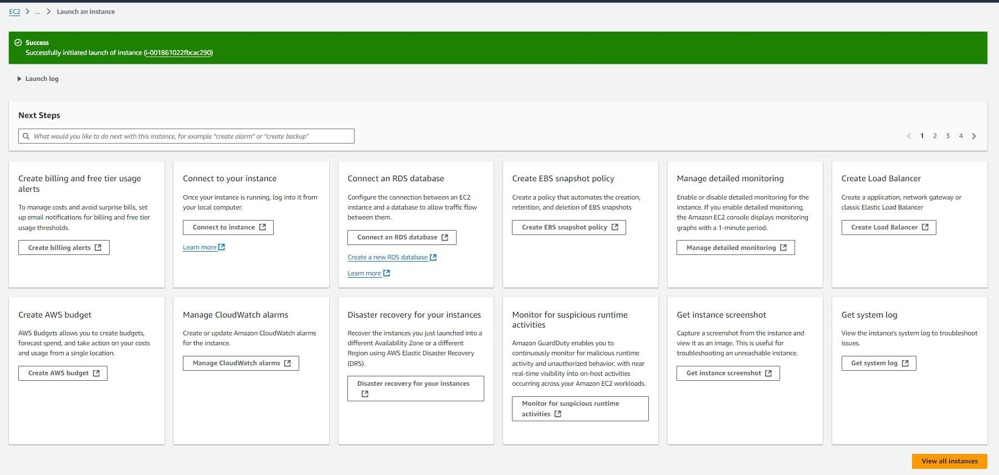 EC2 > ... > Launch an instance
Success
Successfully initiated launch of instance (i-001861022fbcac290)
Launch log
Next Steps
What would you like to do next with this instance, for example “create alarm” or “create backup”
1 2 3 4
Create billing and free tier usage
alerts
To manage costs and avoid surprise bills, set
up email notifications for billing and free tier
usage thresholds.
Create billing alerts
Connect to your instance
Once your instance is running, log into it from
your local computer.
Connect to instance
Learn more
Connect an RDS database
Configure the connection between an EC2
instance and a database to allow traffic flow
between them.
Connect an RDS database
Create a new RDS database
Learn more
Create EBS snapshot policy
Create a policy that automates the creation,
retention, and deletion of EBS snapshots
Create EBS snapshot policy
Manage detailed monitoring
Enable or disable detailed monitoring for the
instance. If you enable detailed monitoring,
the Amazon EC2 console displays monitoring
graphs with a 1-minute period.
Manage detailed monitoring
Create Load Balancer
Create a application, network gateway or
classic Elastic Load Balancer
Create Load Balancer
Create AWS budget
AWS Budgets allows you to create budgets,
forecast spend, and take action on your costs
and usage from a single location.
Create AWS budget
Manage CloudWatch alarms
Create or update Amazon CloudWatch alarms
for the instance.
Manage CloudWatch alarms
Disaster recovery for your instances
Recover the instances you just launched into a
different Availability Zone or a different
Region using AWS Elastic Disaster Recovery
(DRS).
Disaster recovery for your instances
Monitor for suspicious runtime
activities
Amazon GuardDuty enables you to
continuously monitor for malicious runtime
activity and unauthorized behavior, with near
real-time visibility into on-host activities
occurring across your Amazon EC2 workloads.
Monitor for suspicious runtime
activities
Get instance screenshot
Capture a screenshot from the instance and
view it as an image. This is useful for
troubleshooting an unreachable instance.
Get instance screenshot
Get system log
View the instance's system log to troubleshoot
issues.
Get system log
View all instances